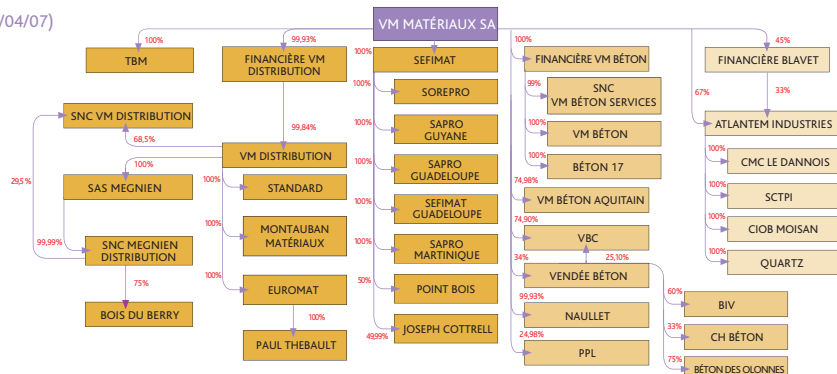 /04/07)
VM MATÉRIAUX SA
100%
99,93%
100%
100%
45%
TBM
FINANCIÈRE VM
DISTRIBUTION
SEFIMAT
FINANCIÈRE VM BÉTON
FINANCIÈRE BLAVET
67%
33%
99,84%
SNC VM DISTRIBUTION
68,5%
VM DISTRIBUTION
100%
29,5%
SAS MEGNIEN
99,99%
SNC MEGNIEN
DISTRIBUTION
75%
BOIS DU BERRY
100%
STANDARD
100%
MONTAUBAN
MATÉRIAUX
100%
EUROMAT
100%
PAUL THEBAULT
100%
SOREPRO
100%
SAPRO
GUYANE
100%
SAPRO
GUADELOUPE
100%
SEFIMAT
GUADELOUPE
100%
SAPRO
MARTINIQUE
50%
POINT BOIS
49,99%
JOSEPH COTTRELL
99%
SNC
VM BÉTON SERVICES
100%
VM BÉTON
100%
BÉTON 17
74,98%
VM BÉTON AQUITAIN
74,90%
VBC
34%
25,10%
VENDÉE BÉTON
99,93%
NAULLET
24,98%
PPL
60%
BIV
33%
CH BÉTON
75%
BÉTON DES OLONNES
ATLANTEM INDUSTRIES
100%
CMC LE DANNOIS
100%
SCTPI
100%
CIOB MOISAN
100%
QUARTZ